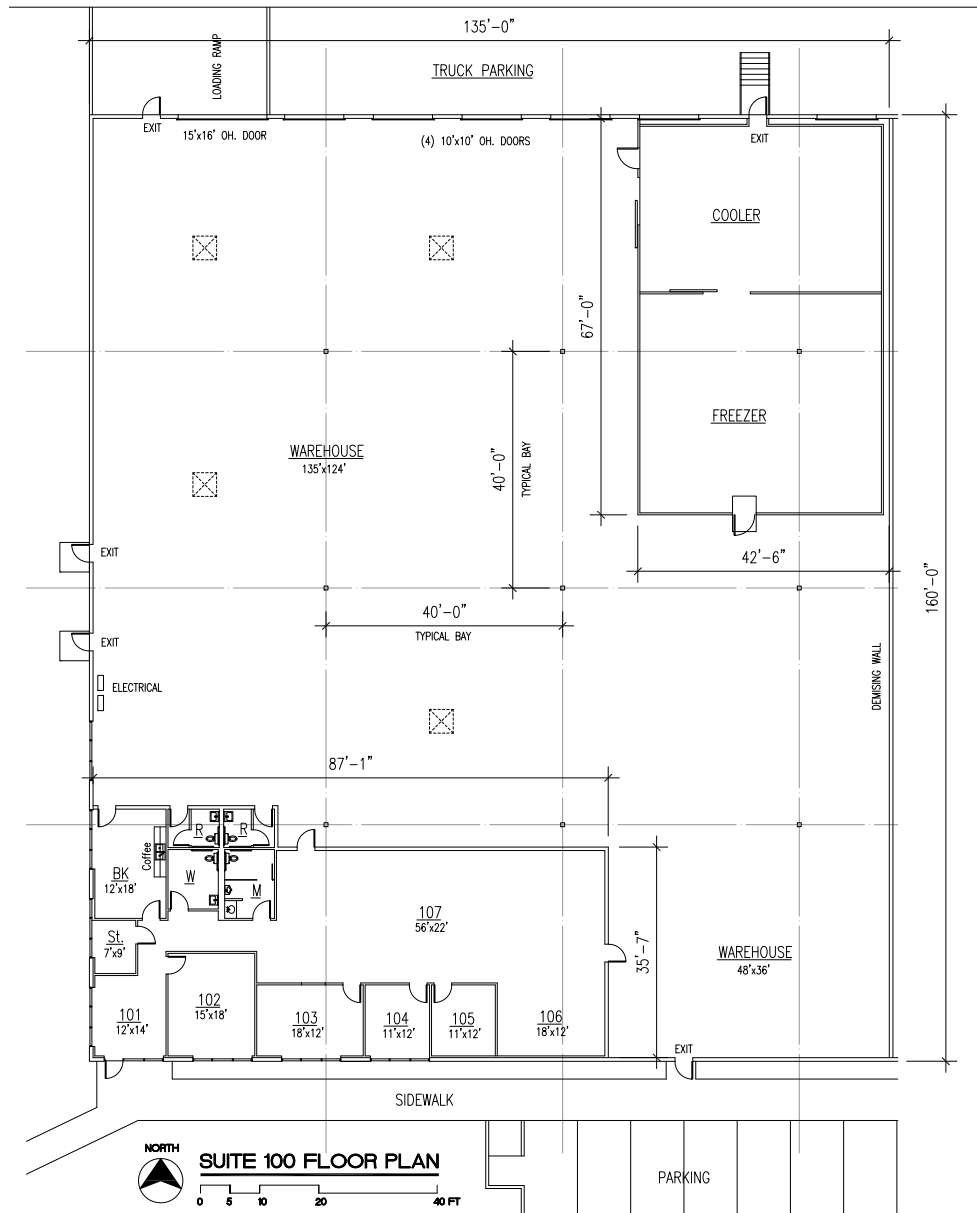 135'-0"
LOADING RAMP
TRUCK PARKING
EXIT
15'x16' OH. DOOR
(4) 10'x10' OH. DOORS
EXIT
COOLER
67'-0"
FREEZER
WAREHOUSE
135'x124'
40'-0"
TYPICAL BAY
EXIT
42'-6"
160'-0"
40'-0"
TYPICAL BAY
EXIT
ELECTRICAL
DEMISING WALL
87'-1"
R
R
Coffee
BK
12'x18'
W
M
107
56'x22'
St.
7'x9'
35'-7"
WAREHOUSE
48'x36'
101
12'x14'
102
15'x18'
103
18'x12'
104
11'x12'
105
11'x12'
106
18'x12'
EXIT
SIDEWALK
NORTH
SUITE 100 FLOOR PLAN
0 5 10 20 40 FT
PARKING